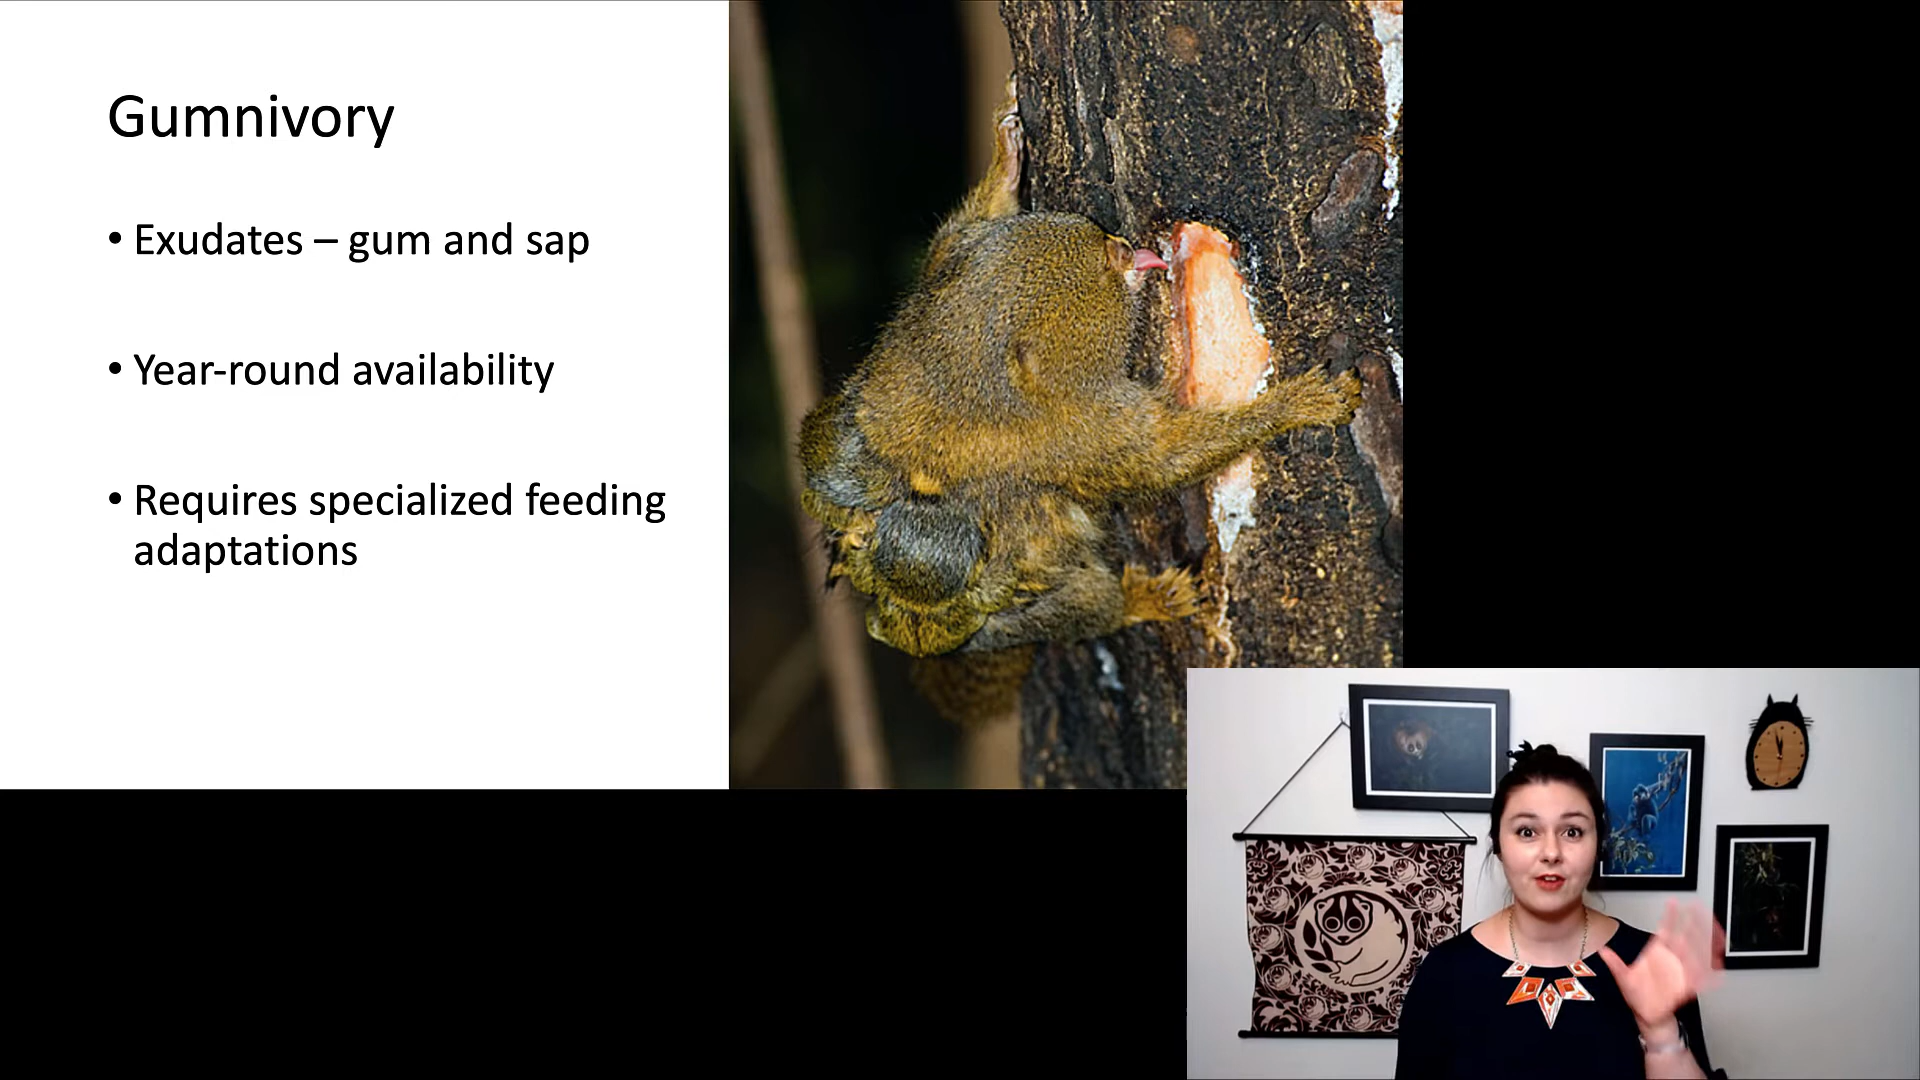 Gumnivory
• Exudates – gum and sap
• Year-round availability
• Requires specialized feeding
adaptations